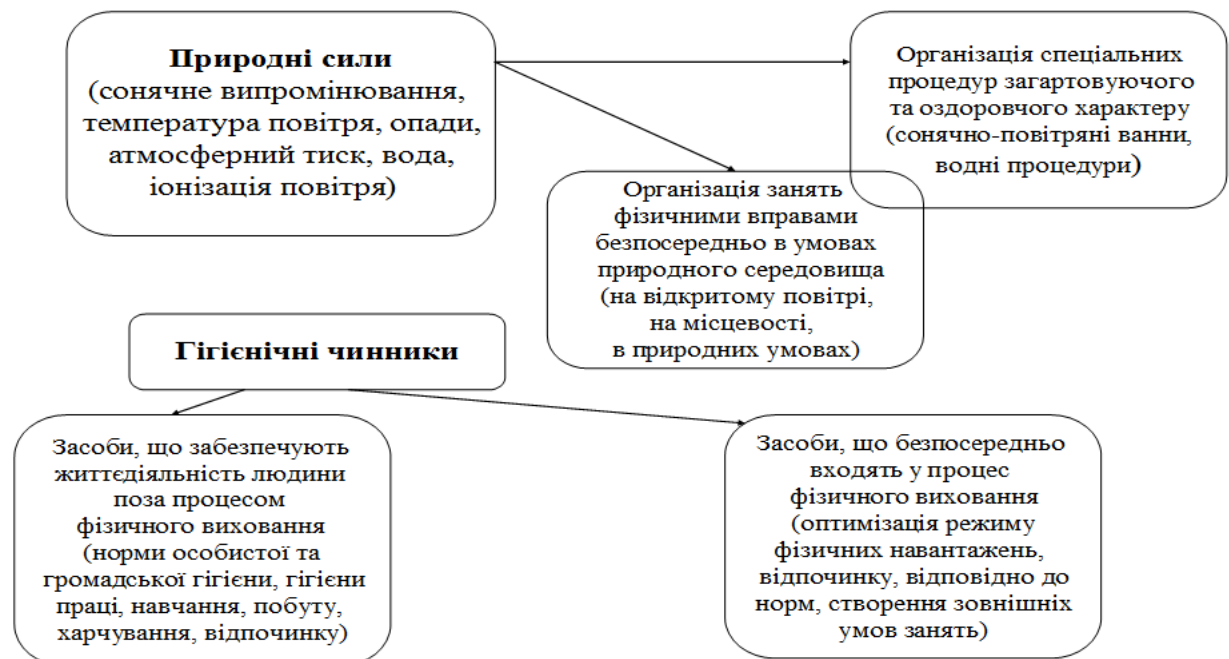 Природні сили
(сонячне випромінювання,
температура повітря, опади,
атмосферний тиск, вода,
іонізація повітря)
Організація спеціальних
процедур загартовуючого
та оздоровчого характеру
(сонячно-повітряні ванни,
водні процедури)
Організація занять
фізичними вправами
безпосередньо в умовах
природного середовища
(на відкритому повітрі,
на місцевості,
в природних умовах)
Гігієнічні чинники
Засоби, що забезпечують
життєдіяльність людини
поза процесом
фізичного виховання
(норми особистої та
громадської гігієни, гігієни
праці, навчання, побуту,
харчування, відпочинку)
Засоби, що безпосередньо
входять у процес
фізичного виховання
(оптимізація режиму
фізичних навантажень,
відпочинку, відповідно до
норм, створення зовнішніх
умов занять)